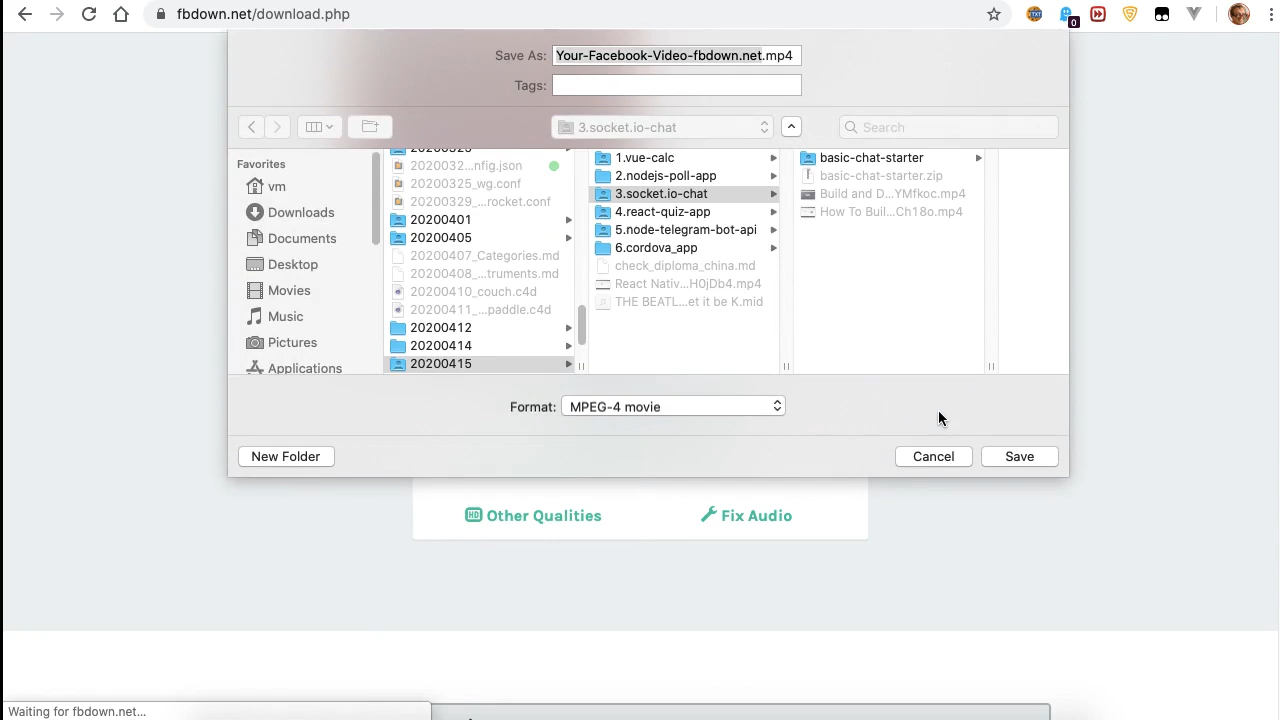 fbdown.net/download.php
0
Save As: Your-Facebook-Video-fbdown.net.mp4
Tags:
3.socket.io-chat
Search
Favorites
vm
Downloads
Documents
Desktop
Movies
Music
Pictures
Applications
2020032...nfig.json
20200325_wg.conf
20200329_...rocket.conf
20200401
20200405
20200407_Categories.md
20200408_...truments.md
20200410_couch.c4d
20200411_...paddle.c4d
20200412
20200414
20200415
1.vue-calc
2.nodejs-poll-app
3.socket.io-chat
4.react-quiz-app
5.node-telegram-bot-api
6.cordova_app
check_diploma_china.md
React Nativ...H0jDb4.mp4
THE BEATL...et it be K.mid
basic-chat-starter
basic-chat-starter.zip
Build and D...YMfkoc.mp4
How To Buil...Ch18o.mp4
Format: MPEG-4 movie
New Folder
Cancel
Save
HD Other Qualities
Fix Audio
Waiting for fbdown.net...